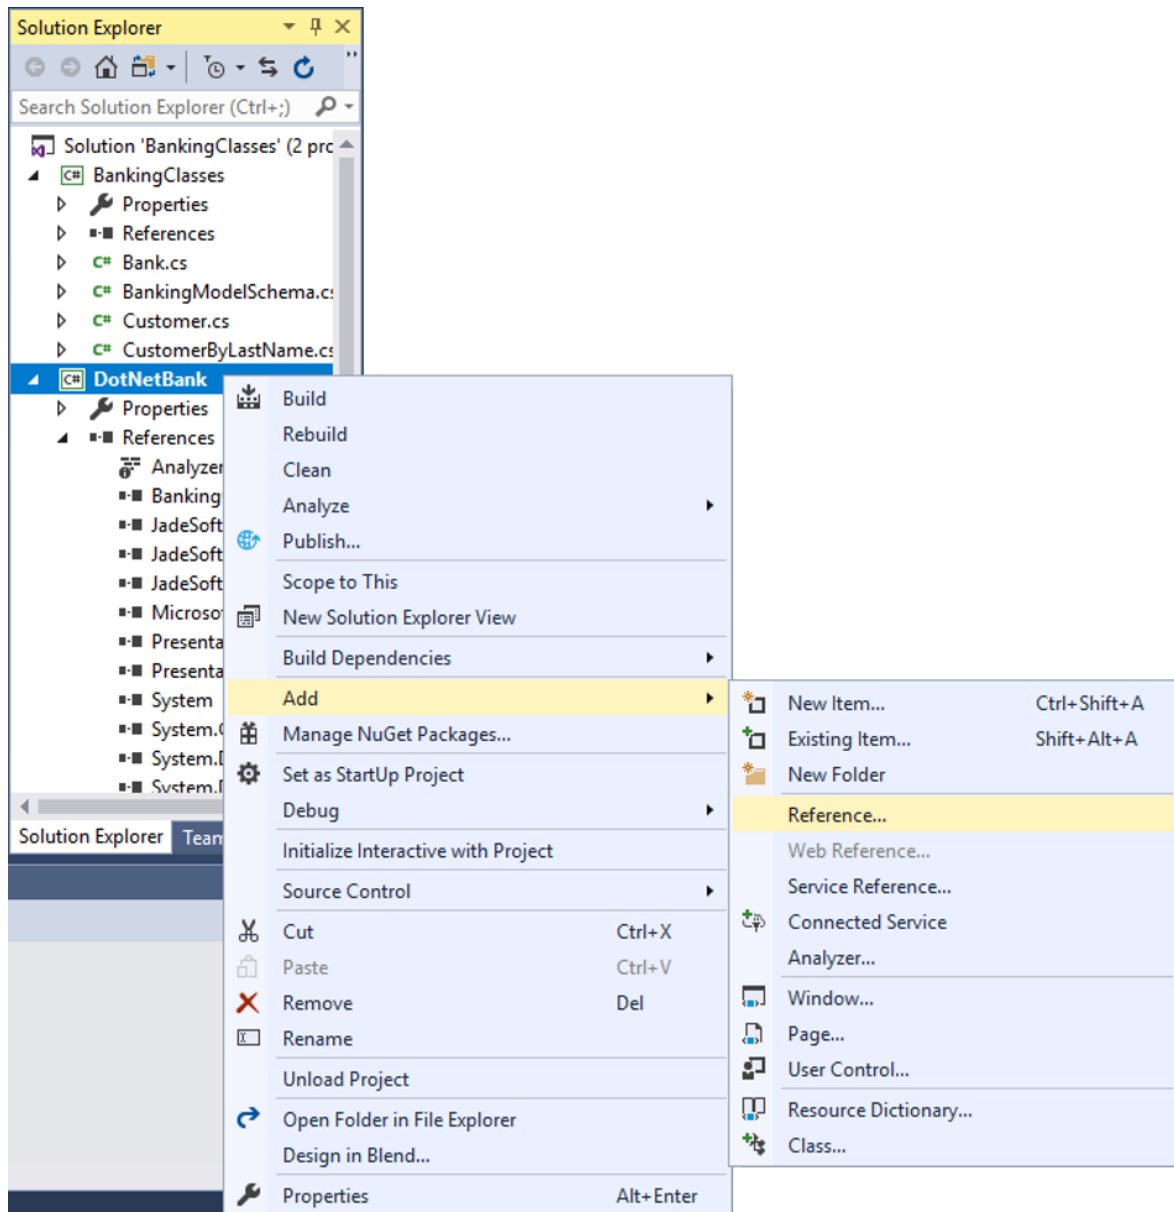 Solution Explorer
Search Solution Explorer (Ctrl+;)
Solution 'BankingClasses' (2 
C# BankingClasses
Properties
References
C# Bank.cs
C# BankingModelSchema.cs
C# Customer.cs
C# CustomerByLastName.cs
C# DotNetBank
Properties
References
Analyzer
Banking
JadeSoft
JadeSoft
JadeSoft
Microso
Presenta
Presenta
System
System.
System.
System.
Solution Explorer
Team
Build
Rebuild
Clean
Analyze
Publish...
Scope to This
New Solution Explorer View
Build Dependencies
Add
Manage NuGet Packages...
Set as StartUp Project
Debug
Initialize Interactive with Project
Source Control
Cut Ctrl+X
Paste Ctrl+V
Remove Del
Rename
Unload Project
Open Folder in File Explorer
Design in Blend...
Properties Alt+Enter
New Item... Ctrl+Shift+A
Existing Item... Shift+Alt+A
New Folder
Reference...
Web Reference...
Service Reference...
Connected Service
Analyzer...
Window...
Page...
User Control...
Resource Dictionary...
Class...